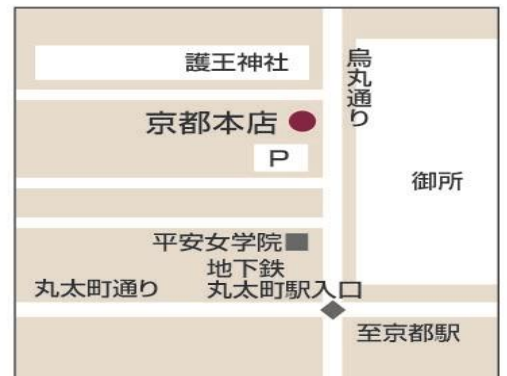 護王神社
烏丸通り
京都本店
P
御所
平安女学院
地下鉄
丸太町通り
丸太町駅入口
至京都駅